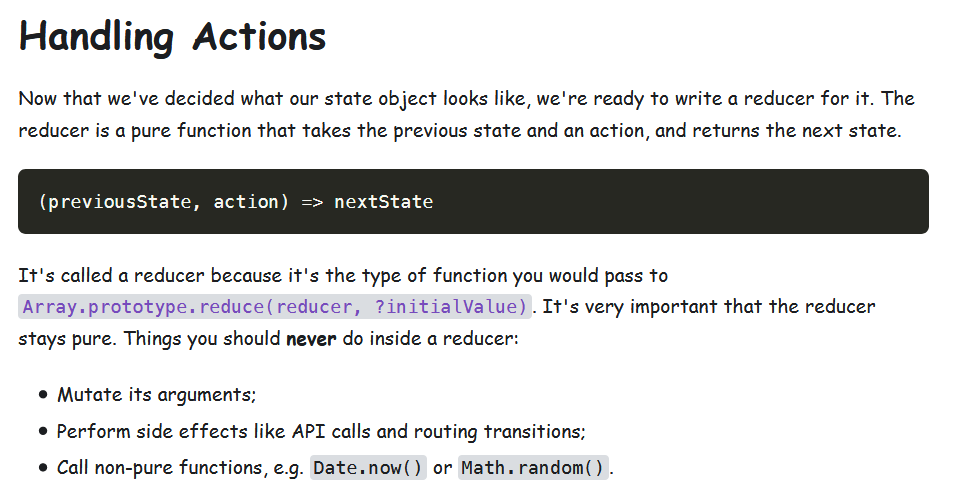 Handling Actions
Now that we've decided what our state object looks like, we're ready to write a reducer for it. The
reducer is a pure function that takes the previous state and an action, and returns the next state.
(previousState, action) => nextState
It's called a reducer because it's the type of function you would pass to
Array.prototype.reduce(reducer, ?initialValue). It's very important that the reducer
stays pure. Things you should never do inside a reducer:
• Mutate its arguments;
• Perform side effects like API calls and routing transitions;
• Call non-pure functions, e.g. Date.now() or Math.random().